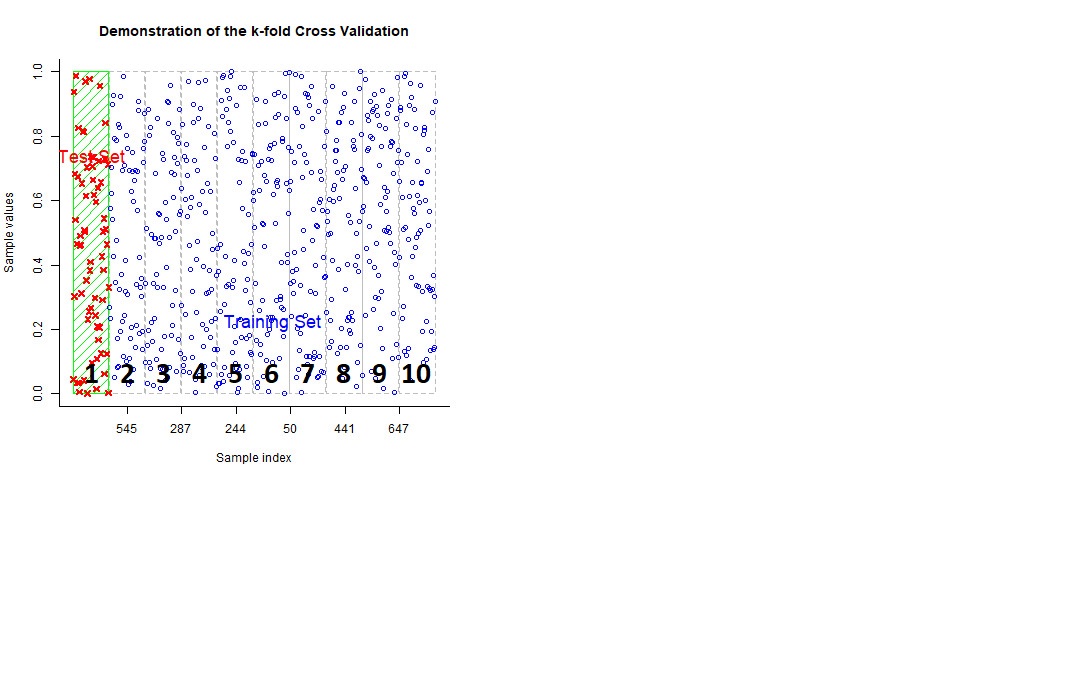 Demonstration of the k-fold Cross Validation
Sample values
1.0
0.8
0.6
0.4
0.2
0.0
Test Set
Training Set
1 2 3 4 5 6 7 8 9 10
545 287 244 50 441 647
Sample index